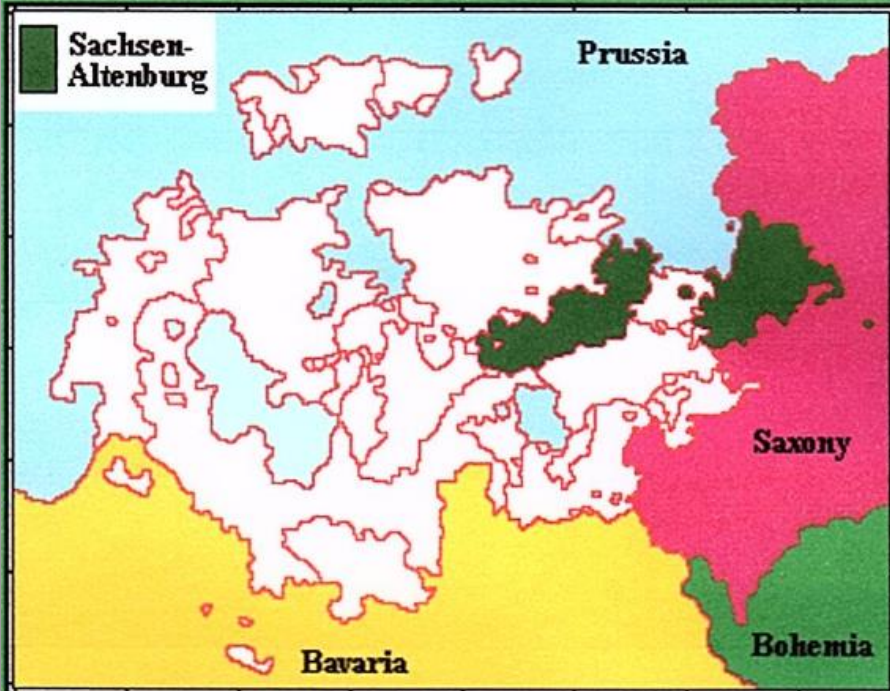 Sachsen-
Altenburg
Prussia
Saxony
Bohemia
Bavaria